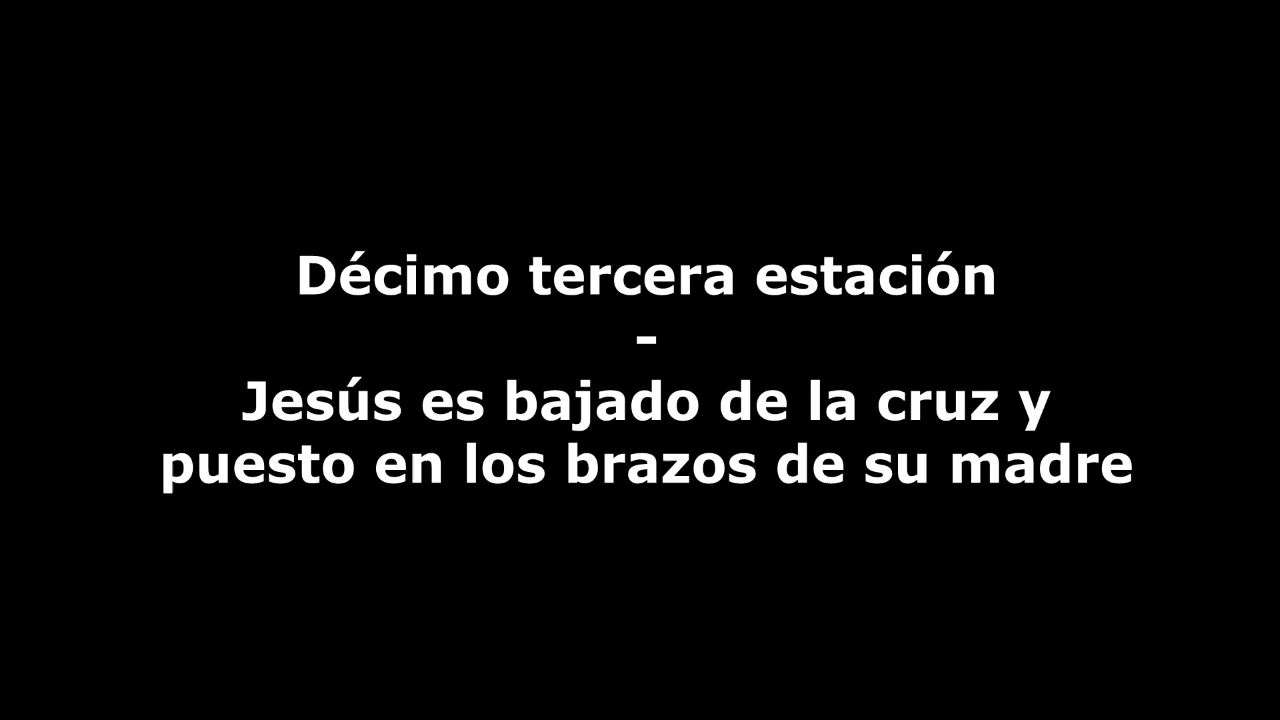 Décimo tercera estación
-
Jesús es bajado de la cruz y
puesto en los brazos de su madre